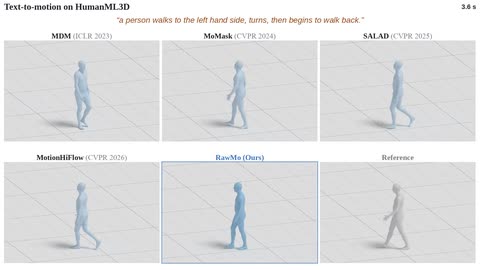 Text-to-motion on HumanML3D
3.6 s
"a person walks to the left hand side, turns, then begins to walk back."
MDM (ICLR 2023)
MoMask (CVPR 2024)
SALAD (CVPR 2025)
MotionHiFlow (CVPR 2026)
RawMo (Ours)
Reference